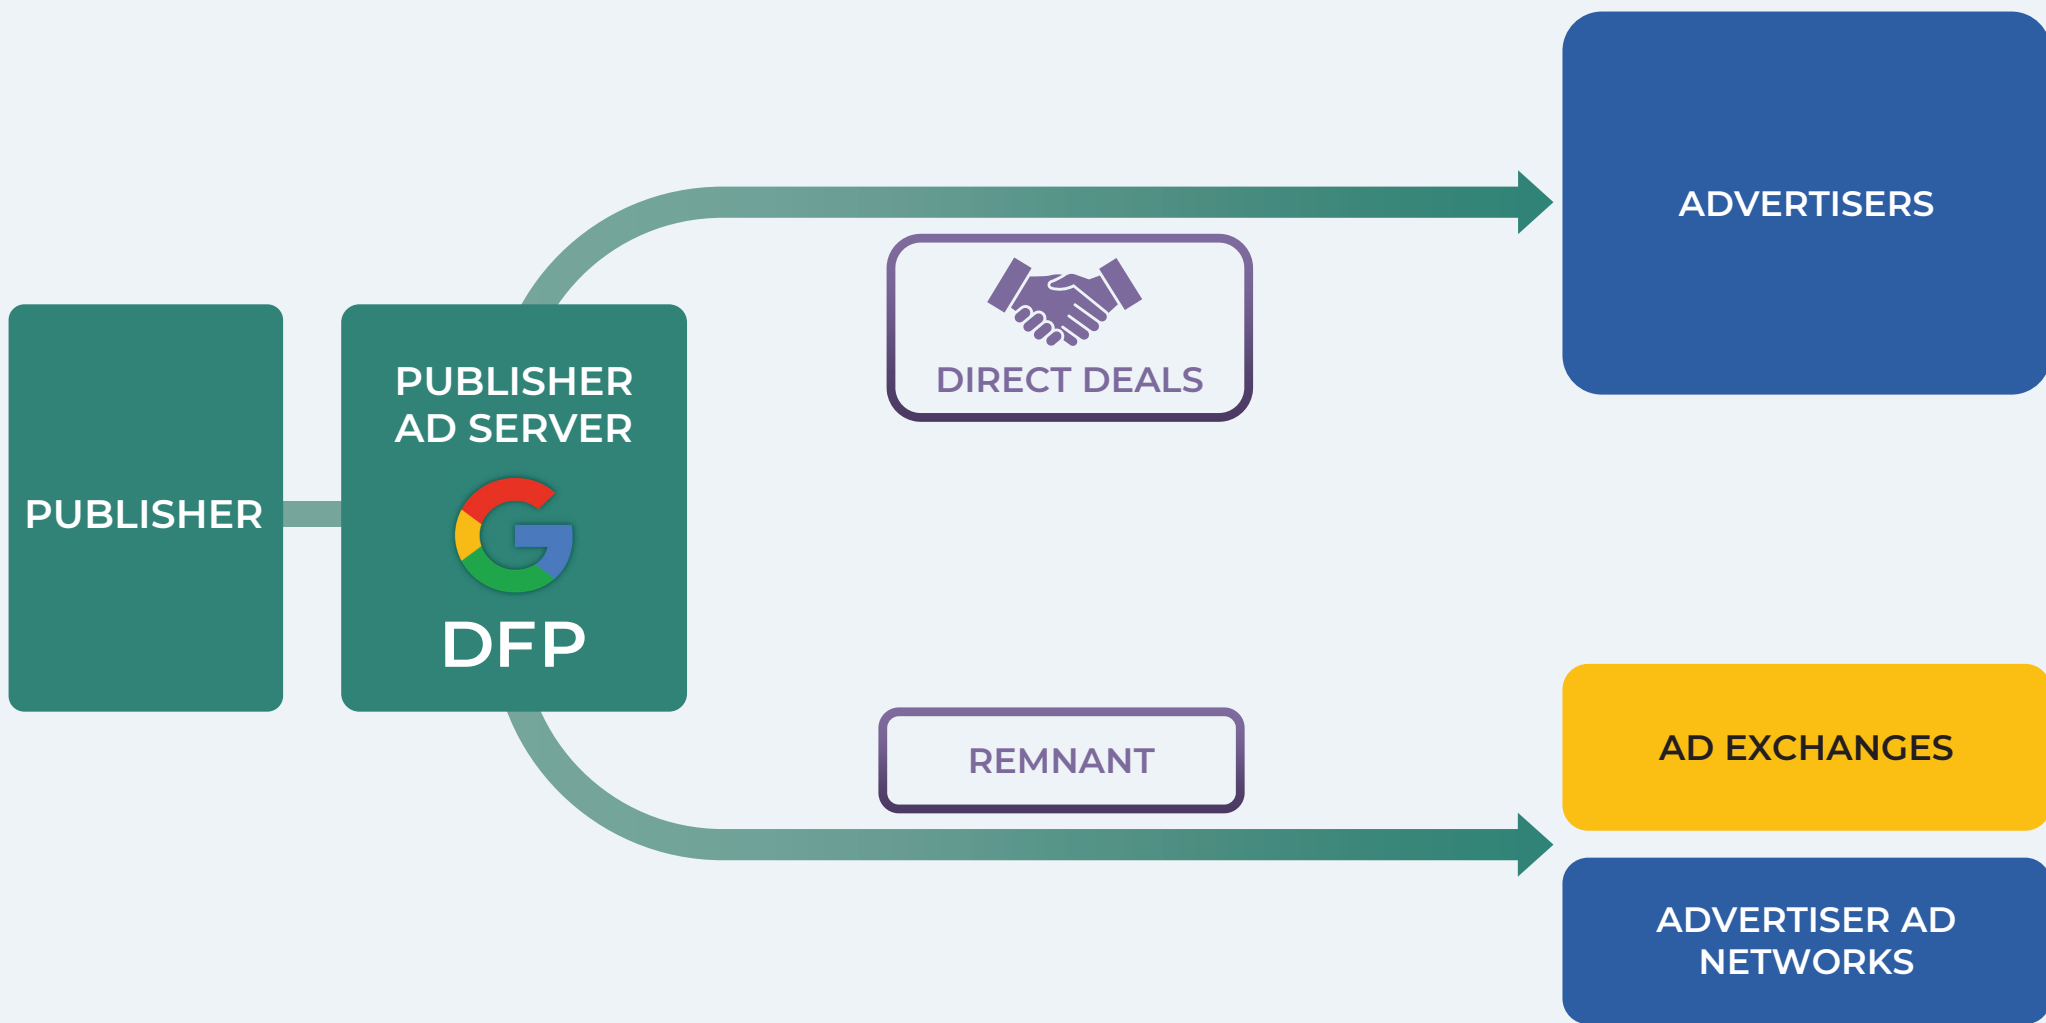 PUBLISHER
PUBLISHER
AD SERVER
DFP
DIRECT DEALS
ADVERTISERS
REMNANT
AD EXCHANGES
ADVERTISER AD
NETWORKS